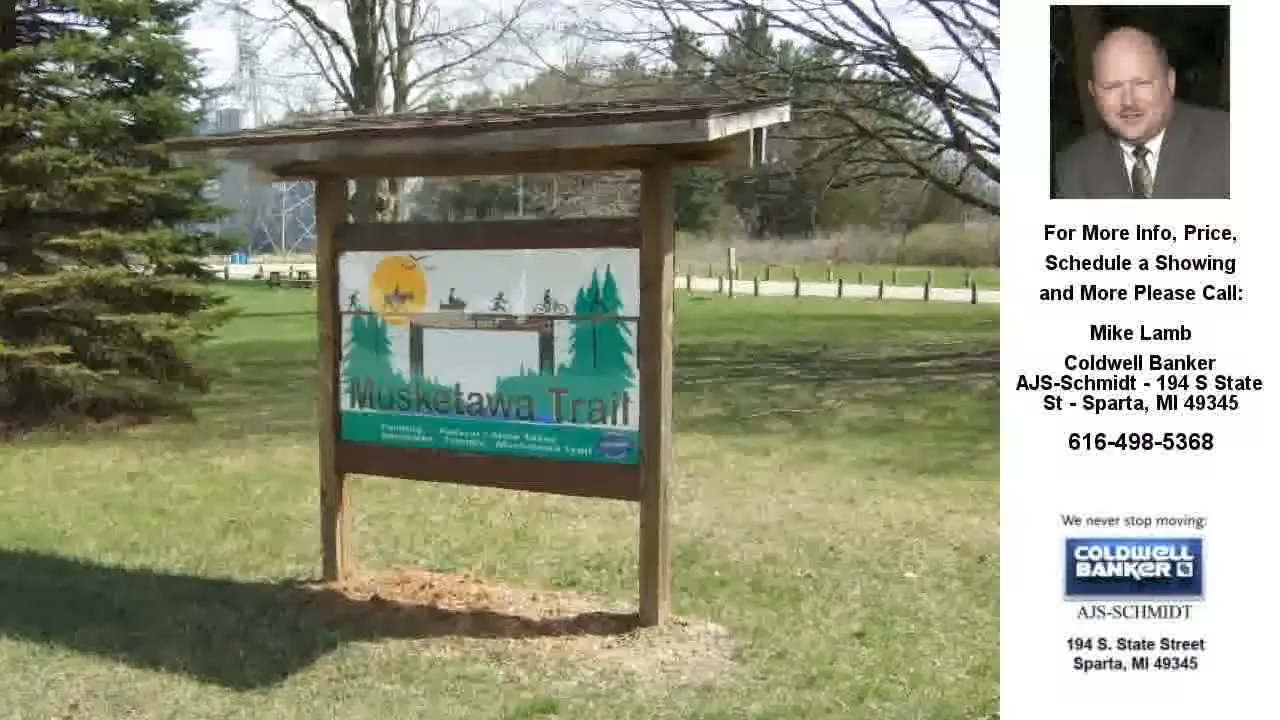 Musketawa Trail
For More Info, Price,
Schedule a Showing
and More Please Call:
Mike Lamb
Coldwell Banker
AJS-Schmidt - 194 S State
St - Sparta, MI 49345
616-498-5368
We never stop moving:
COLDWELL
BANKER
AJS-SCHMIDT
194 S. State Street
Sparta, MI 49345